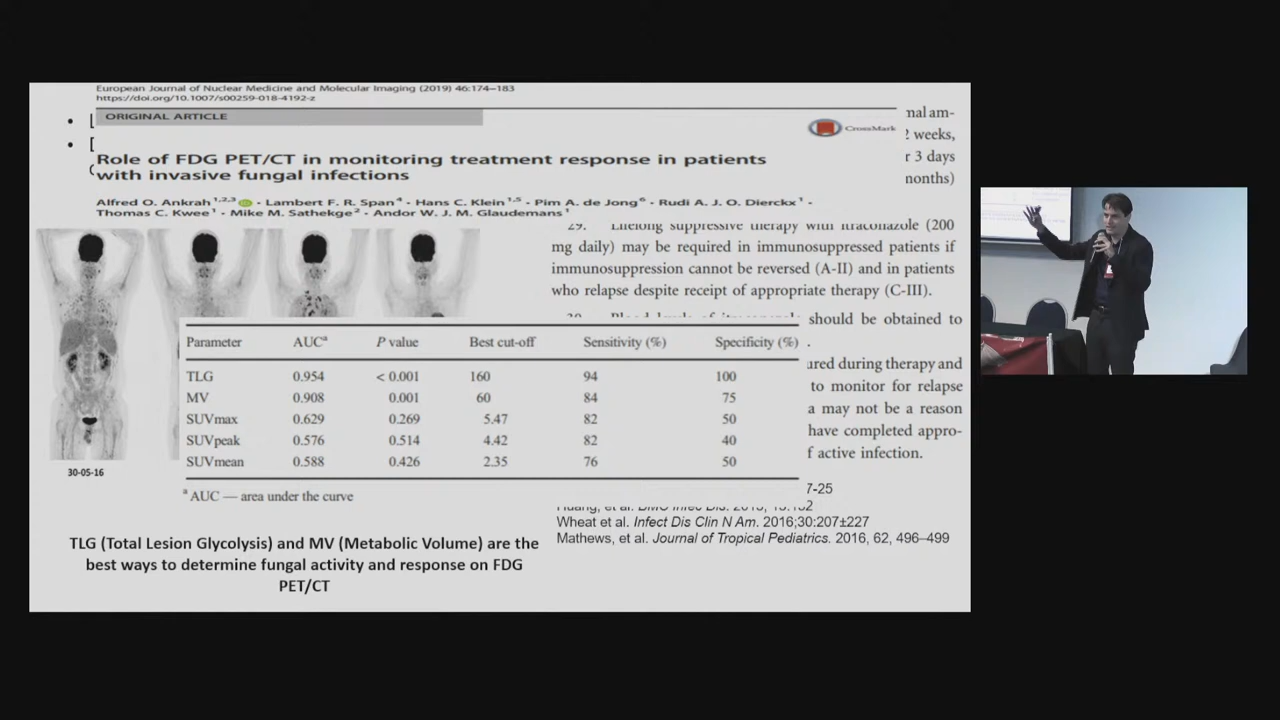 European Journal of Nuclear Medicine and Molecular Imaging (2019) 46:174–183
https://doi.org/10.1007/s00259-018-4192-z
ORIGINAL ARTICLE
CrossMark
Role of FDG PET/CT in monitoring treatment response in patients
with invasive fungal infections
Alfred O. Ankrah 1,2,3 · Lambert F. R. Span 4 · Hans C. Klein 1,5 · Pim A. de Jong 6 · Rudi A. J. O. Dierckx 1 ·
Thomas C. Kwee 1 · Mike M. Sathekge 2 · Andor W. J. M. Glaudemans 1
nal am-
2 weeks,
r 3 days
nonths)
29. Lifelong suppressive therapy with itraconazole (200
mg daily) may be required in immunosuppressed patients if
immunosuppression cannot be reversed (A-II) and in patients
who relapse despite receipt of appropriate therapy (C-III).
should be obtained to
.
ured during therapy and
to monitor for relapse
a may not be a reason
have completed appro-
f active infection.
Parameter AUCa P value Best cut-off Sensitivity (%) Specificity (%)
TLG 0.954 < 0.001 160 94 100
MV 0.908 0.001 60 84 75
SUVmax 0.629 0.269 5.47 82 50
SUVpeak 0.576 0.514 4.42 82 40
SUVmean 0.588 0.426 2.35 76 50
a AUC — area under the curve
30-05-16
7-25
Wheat et al. Infect Dis Clin N Am. 2016;30:207±227
Mathews, et al. Journal of Tropical Pediatrics. 2016, 62, 496–499
TLG (Total Lesion Glycolysis) and MV (Metabolic Volume) are the
best ways to determine fungal activity and response on FDG
PET/CT